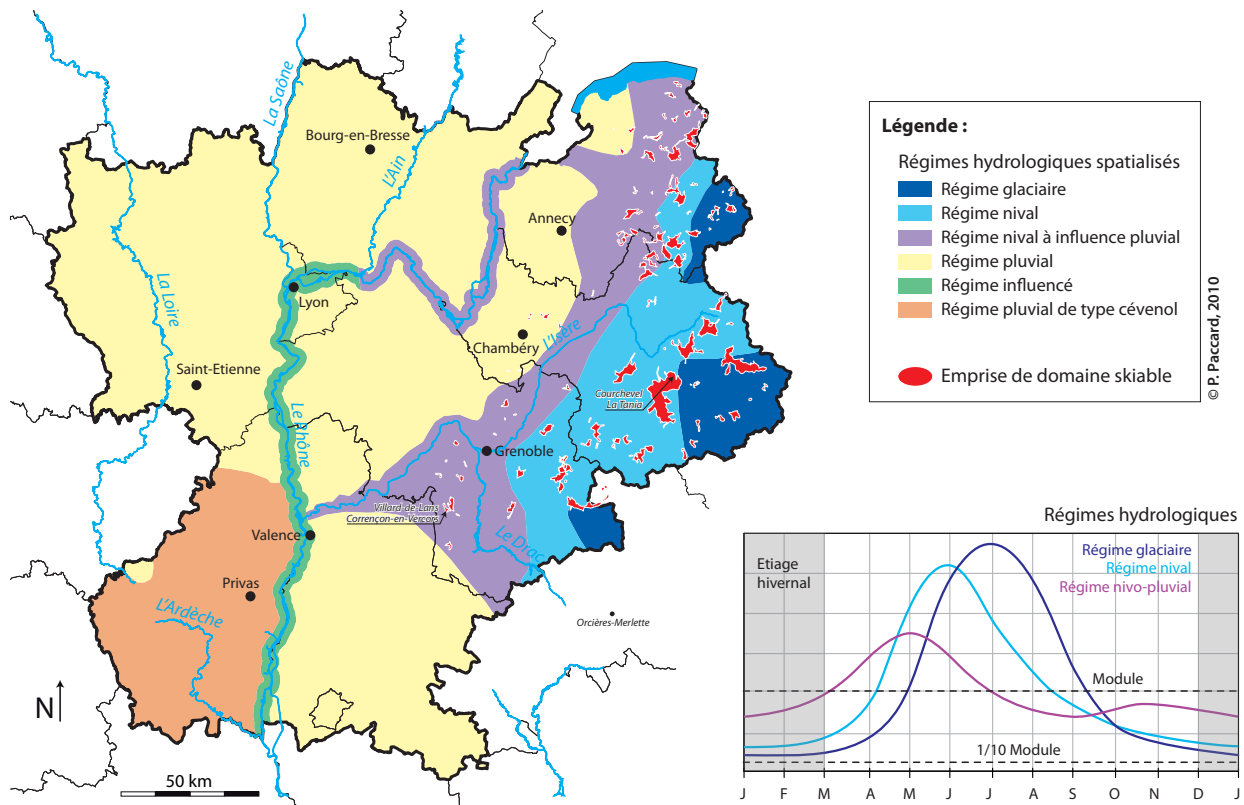 La Saône
Bourg-en-Bresse
L'Ain
Annecy
La Loire
Lyon
Chambéry
L'Isère
Saint-Etienne
Courchevel
La Tania
Le Rhône
Grenoble
Villard-de-Lans
Corrençon-en-Vercors
Valence
Le Drac
Privas
L'Ardèche
Orcières-Merlette
N
50 km
Légende :
Régimes hydrologiques spatialisés
Régime glaciaire
Régime nival
Régime nival à influence pluvial
Régime pluvial
Régime influencé
Régime pluvial de type cévenol
Emprise de domaine skiable
© P. Paccard, 2010
Régimes hydrologiques
Etiage
hivernal
Régime glaciaire
Régime nival
Régime nivo-pluvial
Module
1/10 Module
J F M A M J J A S O N D J